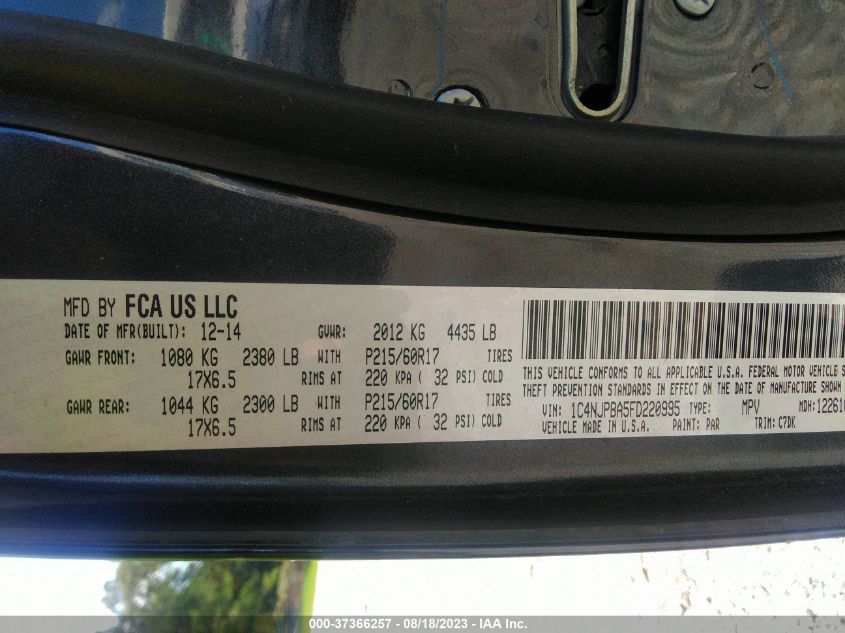 MFD BY FCA US LLC
DATE OF MFR(BUILT): 12-14 GVWR: 2012 KG 4435 LB
GAWR FRONT: 1080 KG 2380 LB WITH P215/60R17 TIRES
17X6.5 RIMS AT 220 KPA ( 32 PSI) COLD
GAWR REAR: 1044 KG 2300 LB WITH P215/60R17 TIRES
17X6.5 RIMS AT 220 KPA ( 32 PSI) COLD
THIS VEHICLE CONFORMS TO ALL APPLICABLE U.S.A. FEDERAL MOTOR VEHICLE S
THEFT PREVENTION STANDARDS IN EFFECT ON THE DATE OF MANUFACTURE SHOWN
VIN: 1C4NJPBA5FD220995 TYPE: MPV MDH: 12261
VEHICLE MADE IN U.S.A. PAINT: PAR TRIM: C7DK
000-37366257 - 08/18/2023 - IAA Inc.